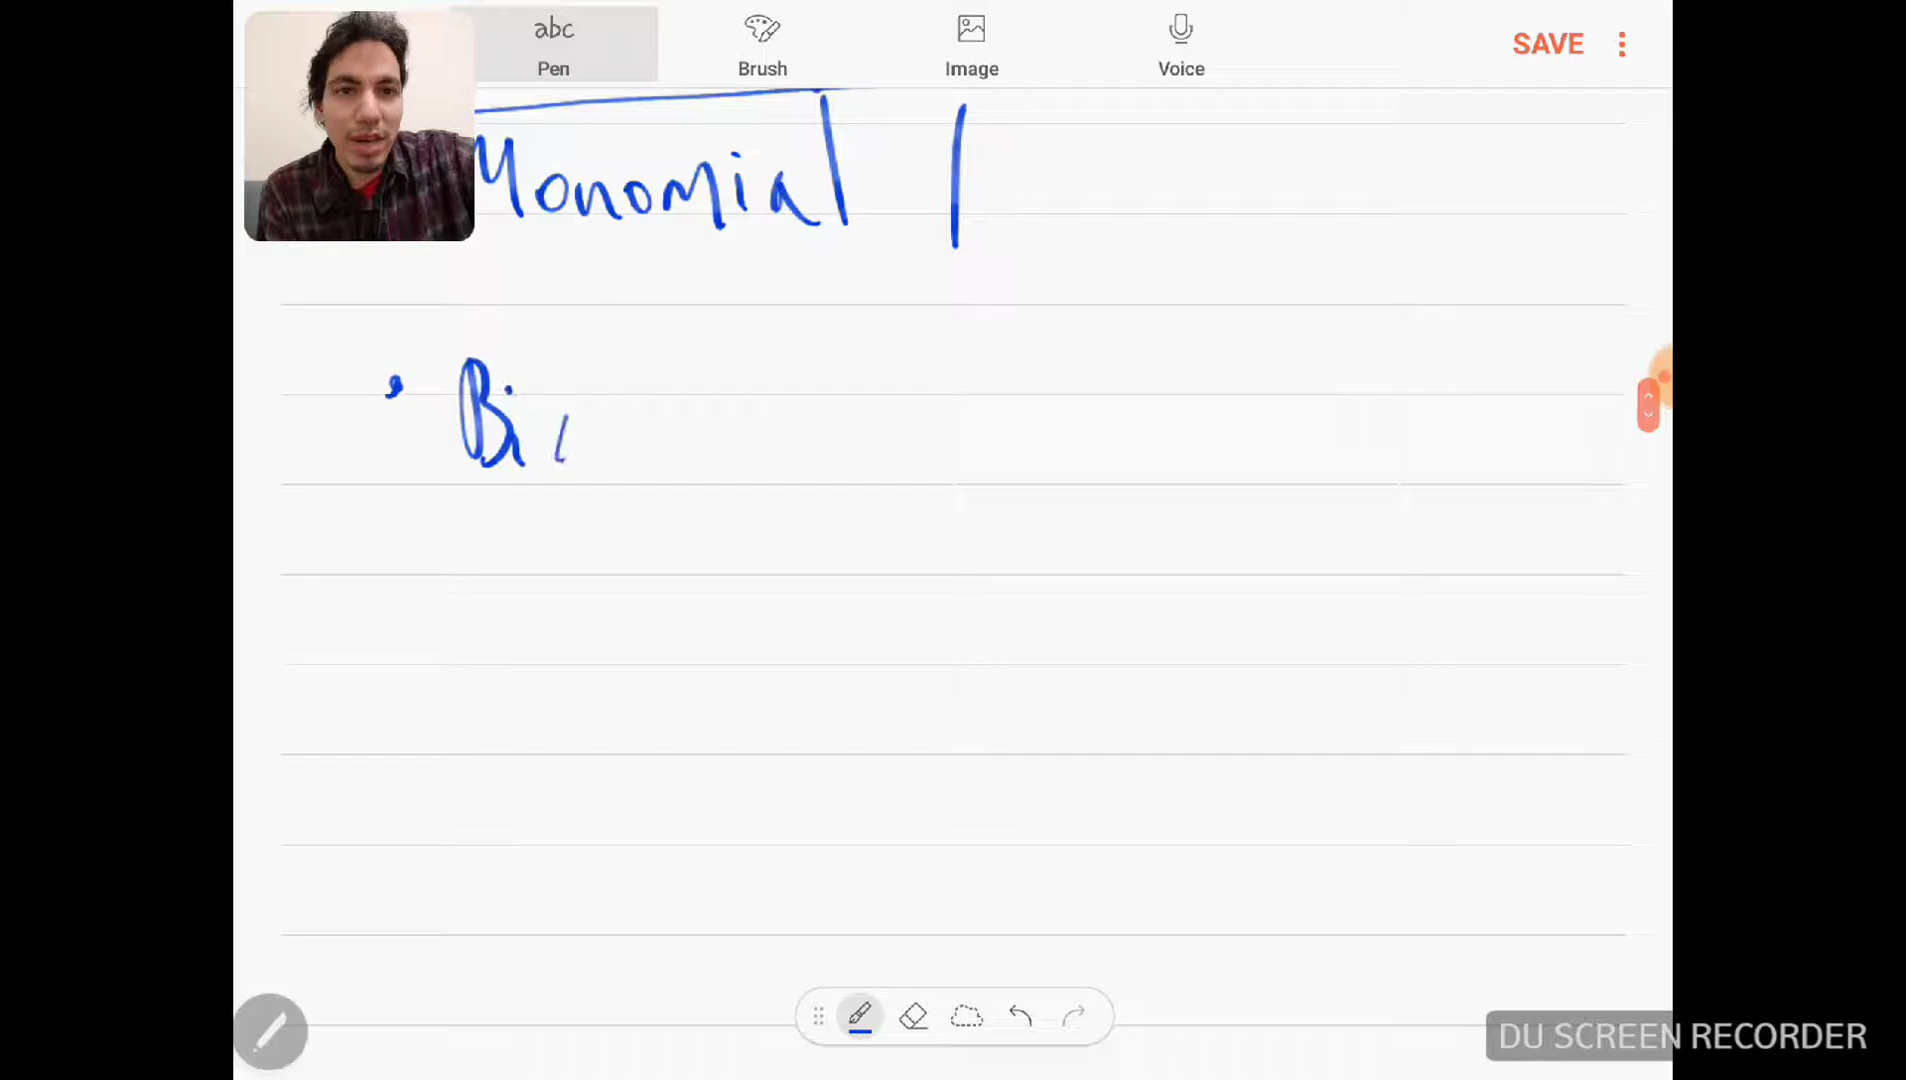 abc
Pen Brush Image Voice SAVE
Monomial |
• Bi
DU SCREEN RECORDER